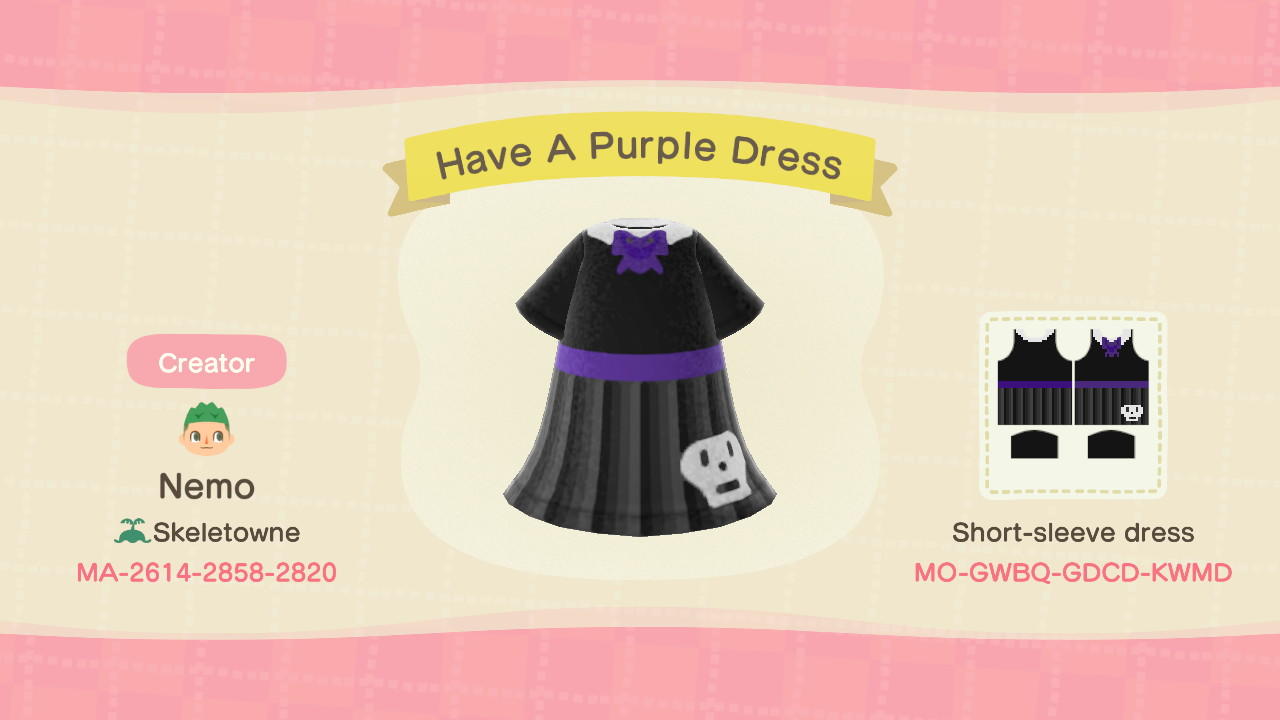 Have A Purple Dress
Creator
Nemo
Skeletowne
MA-2614-2858-2820
Short-sleeve dress
MO-GWBQ-GDCD-KWMD